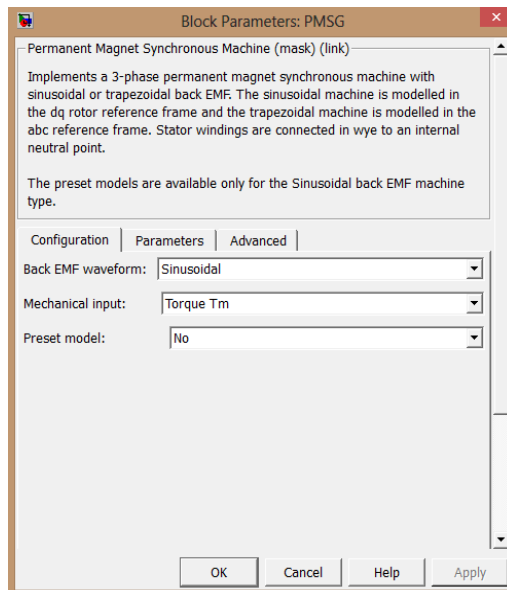 Block Parameters: PMSG
Permanent Magnet Synchronous Machine (mask) (link)
Implements a 3-phase permanent magnet synchronous machine with
sinusoidal or trapezoidal back EMF. The sinusoidal machine is modelled in
the dq rotor reference frame and the trapezoidal machine is modelled in the
abc reference frame. Stator windings are connected in wye to an internal
neutral point.
The preset models are available only for the Sinusoidal back EMF machine
type.
Configuration Parameters Advanced
Back EMF waveform: Sinusoidal
Mechanical input: Torque Tm
Preset model: No
OK Cancel Help Apply